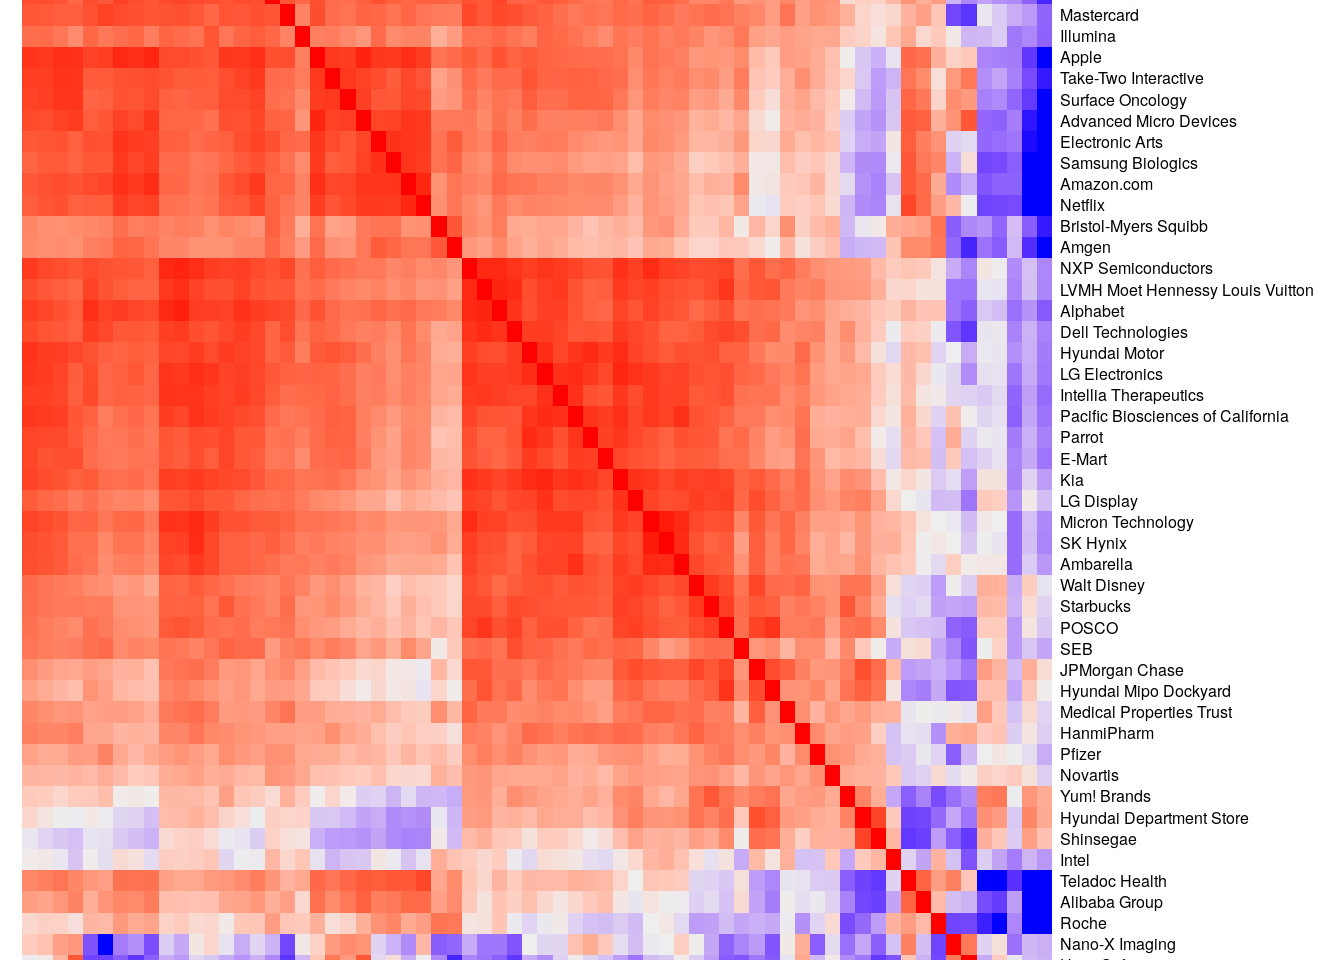 Mastercard
Illumina
Apple
Take-Two Interactive
Surface Oncology
Advanced Micro Devices
Electronic Arts
Samsung Biologics
Amazon.com
Netflix
Bristol-Myers Squibb
Amgen
NXP Semiconductors
LVMH Moet Hennessy Louis Vuitton
Alphabet
Dell Technologies
Hyundai Motor
LG Electronics
Intellia Therapeutics
Pacific Biosciences of California
Parrot
E-Mart
Kia
LG Display
Micron Technology
SK Hynix
Ambarella
Walt Disney
Starbucks
POSCO
SEB
JPMorgan Chase
Hyundai Mipo Dockyard
Medical Properties Trust
HanmiPharm
Pfizer
Novartis
Yum! Brands
Hyundai Department Store
Shinsegae
Intel
Teladoc Health
Alibaba Group
Roche
Nano-X Imaging